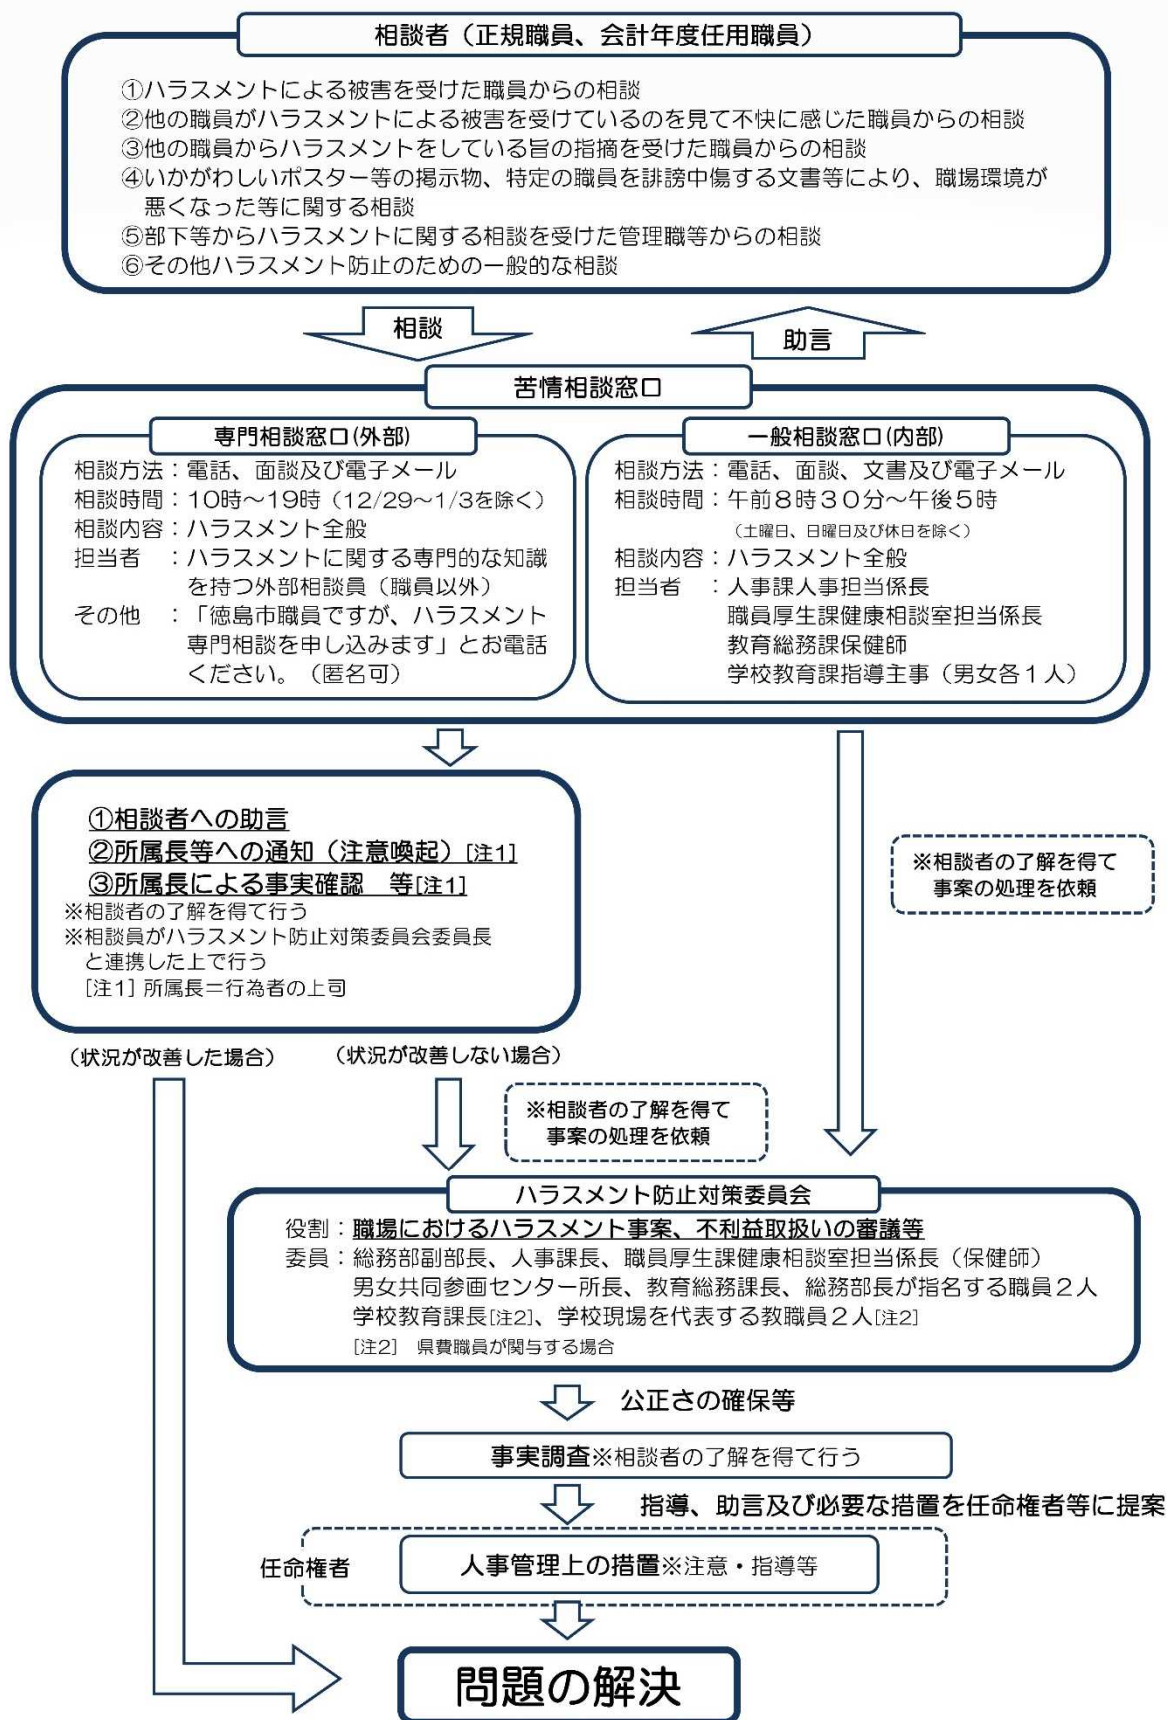 相談者（正規職員、会計年度任用職員）
①ハラスメントによる被害を受けた職員からの相談
②他の職員がハラスメントによる被害を受けているのを見て不快に感じた職員からの相談
③他の職員からハラスメントをしている旨の指摘を受けた職員からの相談
④いかがわしいポスター等の掲示物、特定の職員を誹謗中傷する文書等により、職場環境が
悪くなった等に関する相談
⑤部下等からハラスメントに関する相談を受けた管理職等からの相談
⑥その他ハラスメント防止のための一般的な相談
相談
助言
苦情相談窓口
専門相談窓口(外部)
相談方法：電話、面談及び電子メール
相談時間：10時～19時（12/29～1/3を除く）
相談内容：ハラスメント全般
担当者　：ハラスメントに関する専門的な知識
を持つ外部相談員（職員以外）
その他　：「徳島市職員ですが、ハラスメント
専門相談を申し込みます」とお電話
ください。（匿名可）
一般相談窓口(内部)
相談方法：電話、面談、文書及び電子メール
相談時間：午前８時３０分～午後５時
（土曜日、日曜日及び休日を除く）
相談内容：ハラスメント全般
担当者　：人事課人事担当係長
職員厚生課健康相談室担当係長
教育総務課保健師
学校教育課指導主事（男女各１人）
①相談者への助言
②所属長等への通知（注意喚起）[注1]
③所属長による事実確認　等[注1]
※相談者の了解を得て行う
※相談員がハラスメント防止対策委員会委員長
と連携した上で行う
[注1] 所属長＝行為者の上司
※相談者の了解を得て
事案の処理を依頼
（状況が改善した場合）
（状況が改善しない場合）
※相談者の了解を得て
事案の処理を依頼
ハラスメント防止対策委員会
役割：職場におけるハラスメント事案、不利益取扱いの審議等
委員：総務部副部長、人事課長、職員厚生課健康相談室担当係長（保健師）
男女共同参画センター所長、教育総務課長、総務部長が指名する職員２人
学校教育課長[注2]、学校現場を代表する教職員２人[注2]
[注2]　県費職員が関与する場合
公正さの確保等
事実調査※相談者の了解を得て行う
指導、助言及び必要な措置を任命権者等に提案
任命権者
人事管理上の措置※注意・指導等
問題の解決